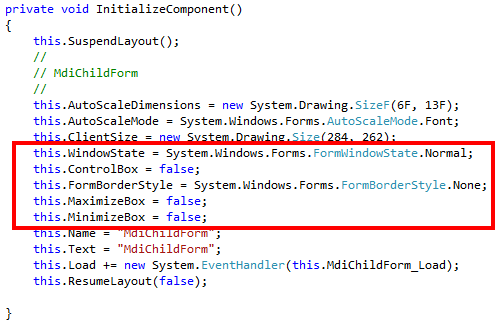 private void InitializeComponent()
{
this.SuspendLayout();
//
// MdiChildForm
//
this.AutoScaleDimensions = new System.Drawing.SizeF(6F, 13F);
this.AutoScaleMode = System.Windows.Forms.AutoScaleMode.Font;
this.ClientSize = new System.Drawing.Size(284, 262);
this.WindowState = System.Windows.Forms.FormWindowState.Normal;
this.ControlBox = false;
this.FormBorderStyle = System.Windows.Forms.FormBorderStyle.None;
this.MaximizeBox = false;
this.MinimizeBox = false;
this.Name = "MdiChildForm";
this.Text = "MdiChildForm";
this.Load += new System.EventHandler(this.MdiChildForm_Load);
this.ResumeLayout(false);
}